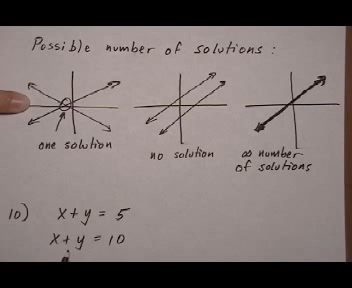 Possible number of solutions :
one solution
no solution
∞ number
of solutions
10) x + y = 5
x + y = 10